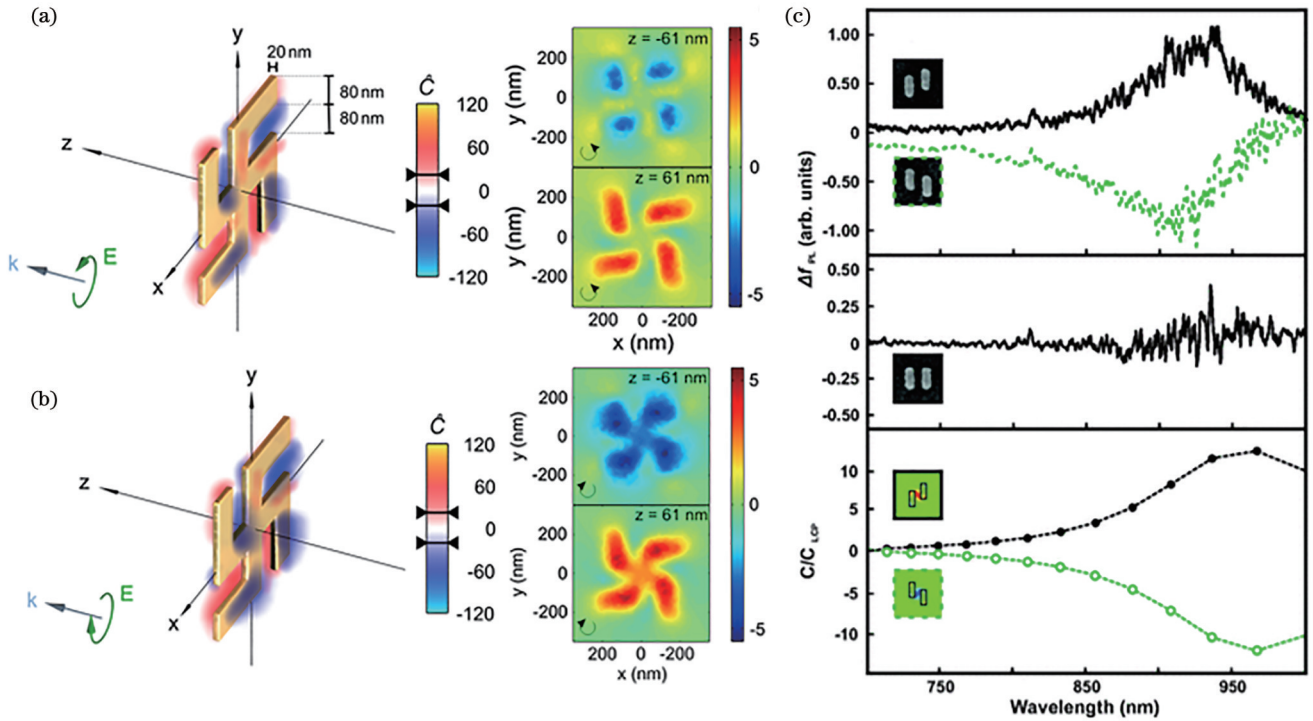 (a)
y
20 nm
80 nm
80 nm
z
x
k
E
Ĉ
120
60
0
-60
-120
z = -61 nm
y (nm)
200
0
-200
z = 61 nm
y (nm)
200
0
-200
200 0 -200
x (nm)
5
0
-5
(b)
y
z
x
k
E
Ĉ
120
60
0
-60
-120
z = -61 nm
y (nm)
200
0
-200
z = 61 nm
y (nm)
200
0
-200
200 0 -200
x (nm)
5
0
-5
(c)
1.00
0.50
0
-0.50
-1.00
0.50
0.25
0
-0.25
-0.50
Δf PL (arb. units)
10
5
0
-5
-10
C/C LCP
750 850 950
Wavelength (nm)